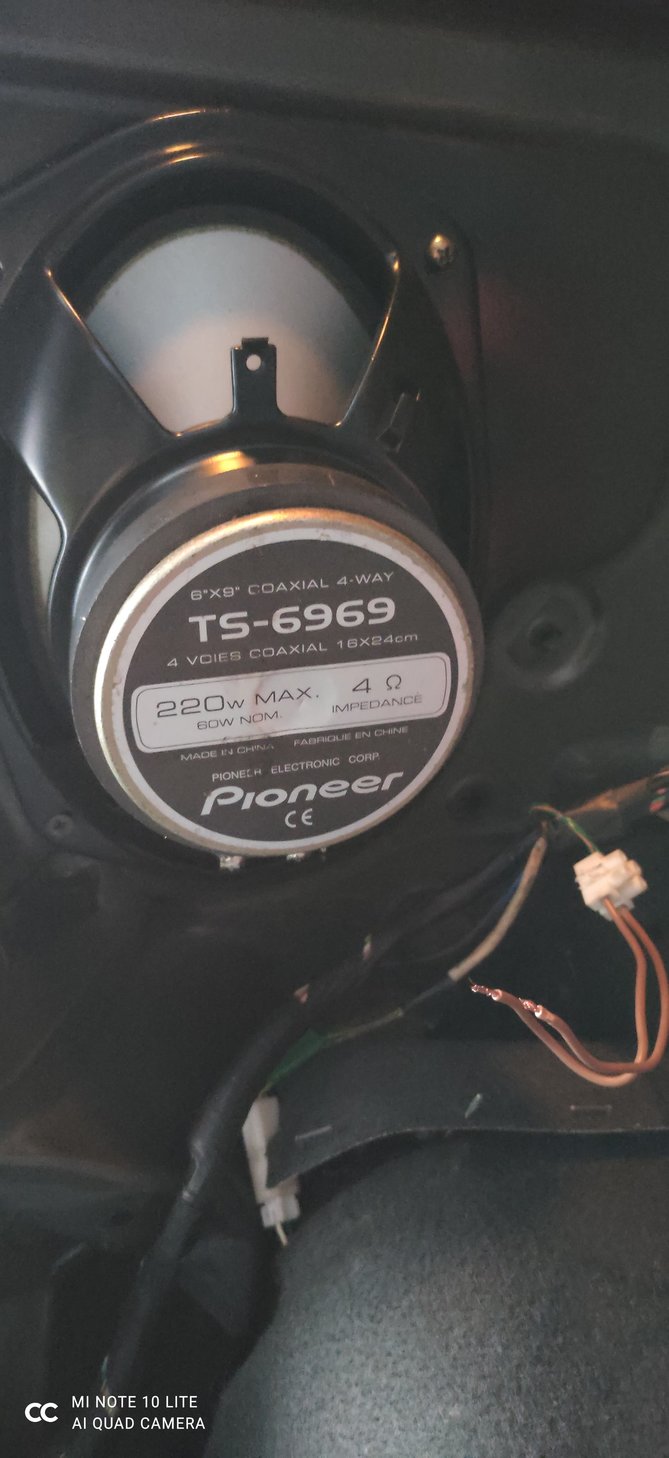 6"X9" COAXIAL 4-WAY
TS-6969
4 VOIES COAXIAL 16X24cm
220W MAX. 4 Ω
60W NOM. IMPEDANCE
MADE IN CHINA FABRIQUE EN CHINE
PIONEER ELECTRONIC CORP.
Pioneer
CE
MI NOTE 10 LITE
AI QUAD CAMERA